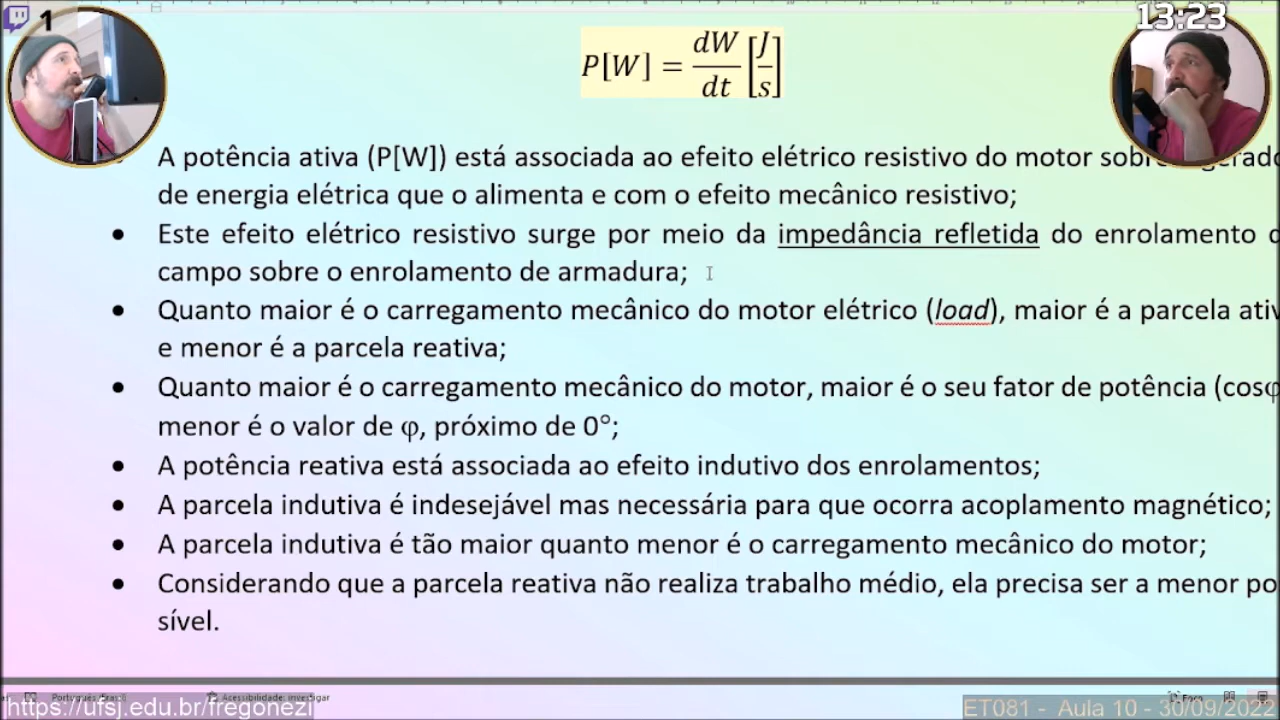 1
13:23
P[W] = dW/dt [J/s]
A potência ativa (P[W]) está associada ao efeito elétrico resistivo do motor
de energia elétrica que o alimenta e com o efeito mecânico resistivo;
• Este efeito elétrico resistivo surge por meio da impedância refletida do enrolamento
campo sobre o enrolamento de armadura;
• Quanto maior é o carregamento mecânico do motor elétrico (load), maior é a parcela
e menor é a parcela reativa;
• Quanto maior é o carregamento mecânico do motor, maior é o seu fator de potência (cosφ
menor é o valor de φ, próximo de 0°;
• A potência reativa está associada ao efeito indutivo dos enrolamentos;
• A parcela indutiva é indesejável mas necessária para que ocorra acoplamento magnético;
• A parcela indutiva é tão maior quanto menor é o carregamento mecânico do motor;
• Considerando que a parcela reativa não realiza trabalho médio, ela precisa ser a menor po
sível.
Acessibilidade: investigar
https://ufsj.edu.br/fregonezi
ET081 - Aula 10 - 30/09/2022